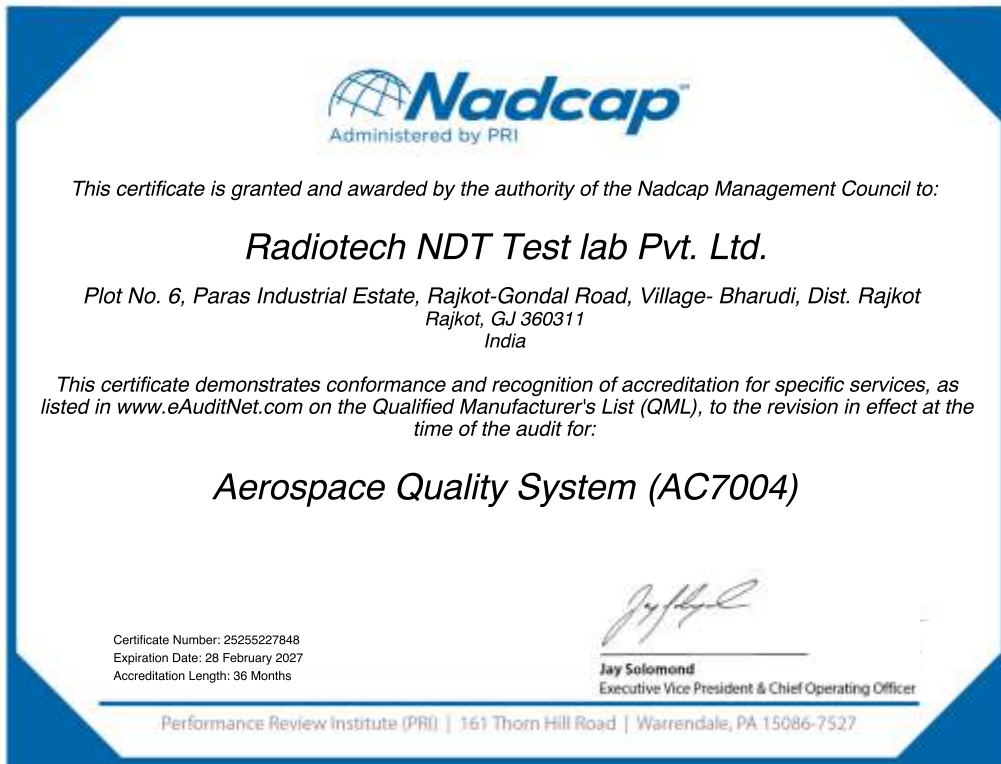 Nadcap
Administered by PRI
This certificate is granted and awarded by the authority of the Nadcap Management Council to:
Radiotech NDT Test lab Pvt. Ltd.
Plot No. 6, Paras Industrial Estate, Rajkot-Gondal Road, Village- Bharudi, Dist. Rajkot
Rajkot, GJ 360311
India
This certificate demonstrates conformance and recognition of accreditation for specific services, as
listed in www.eAuditNet.com on the Qualified Manufacturer's List (QML), to the revision in effect at the
time of the audit for:
Aerospace Quality System (AC7004)
Certificate Number: 25255227848
Expiration Date: 28 February 2027
Accreditation Length: 36 Months
Jay Solomond
Executive Vice President & Chief Operating Officer
Performance Review Institute (PRI) | 161 Thorn Hill Road | Warrendale, PA 15086-7527